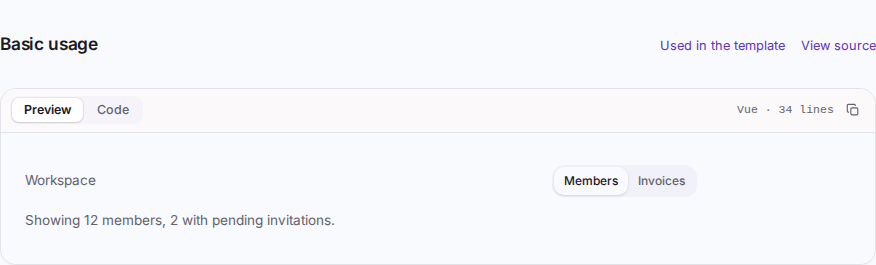 Basic usage Used in the template View source
Preview Code Vue · 34 lines
Workspace Members Invoices
Showing 12 members, 2 with pending invitations.